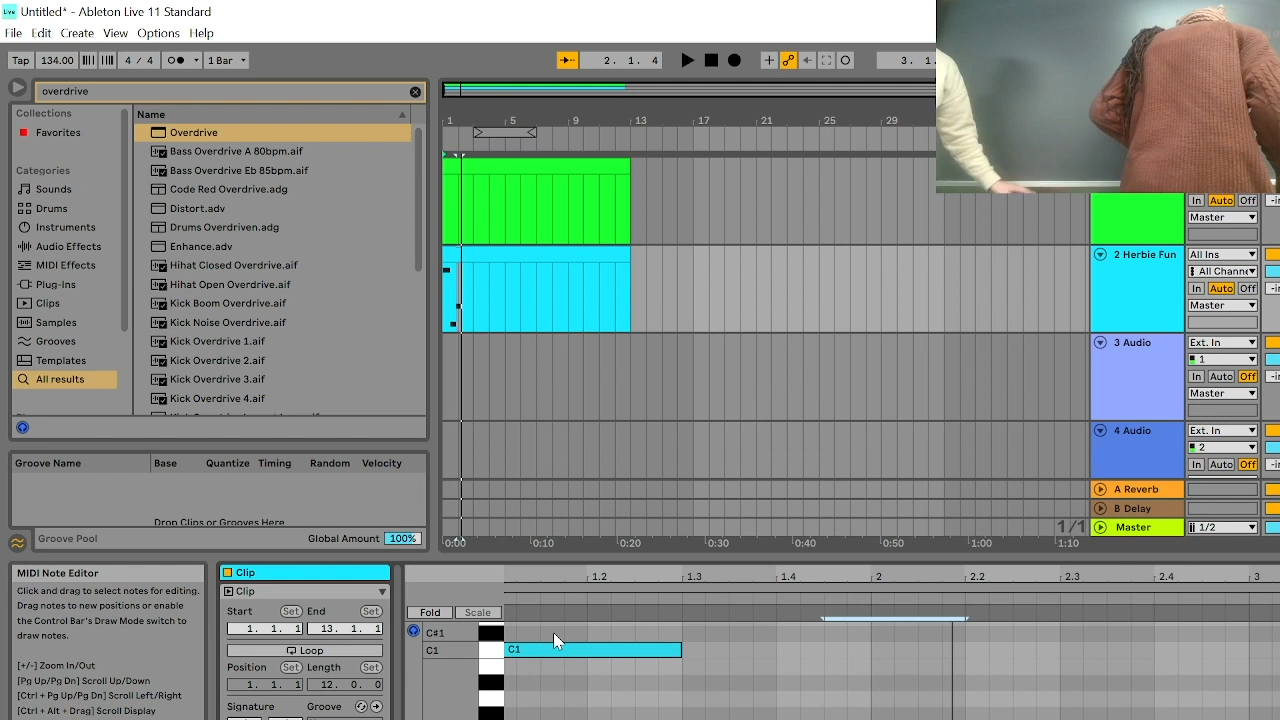 Live Untitled* - Ableton Live 11 Standard
File Edit Create View Options Help
Tap 134.00 4 / 4 1 Bar 2. 1. 4 3. 1.
overdrive
Collections
Favorites
Categories
Sounds
Drums
Instruments
Audio Effects
MIDI Effects
Plug-Ins
Clips
Samples
Grooves
Templates
All results
Name
Overdrive
Bass Overdrive A 80bpm.aif
Bass Overdrive Eb 85bpm.aif
Code Red Overdrive.adg
Distort.adv
Drums Overdriven.adg
Enhance.adv
Hihat Closed Overdrive.aif
Hihat Open Overdrive.aif
Kick Boom Overdrive.aif
Kick Noise Overdrive.aif
Kick Overdrive 1.aif
Kick Overdrive 2.aif
Kick Overdrive 3.aif
Kick Overdrive 4.aif
1 5 9 13 17 21 25 29
In Auto Off
Master
2 Herbie Fun
All Ins
All Channe
In Auto Off
Master
3 Audio
Ext. In
1
In Auto Off
Master
4 Audio
Ext. In
2
In Auto Off
A Reverb
B Delay
1/1
Master
1/2
0:00 0:10 0:20 0:30 0:40 0:50 1:00 1:10
Groove Name Base Quantize Timing Random Velocity
Drop Clips or Grooves Here
Groove Pool Global Amount 100%
MIDI Note Editor
Click and drag to select notes for editing.
Drag notes to new positions or enable
the Control Bar's Draw Mode switch to
draw notes.
[+/-] Zoom In/Out
[Pg Up/Pg Dn] Scroll Up/Down
[Ctrl + Pg Up/Pg Dn] Scroll Left/Right
[Ctrl + Alt + Drag] Scroll Display
Clip
Clip
Start Set End Set
1. 1. 1 13. 1. 1
Loop
Position Set Length Set
1. 1. 1 12. 0. 0
Signature Groove
1.2 1.3 1.4 2 2.2 2.3 2.4 3
Fold Scale
C#1
C1
C1